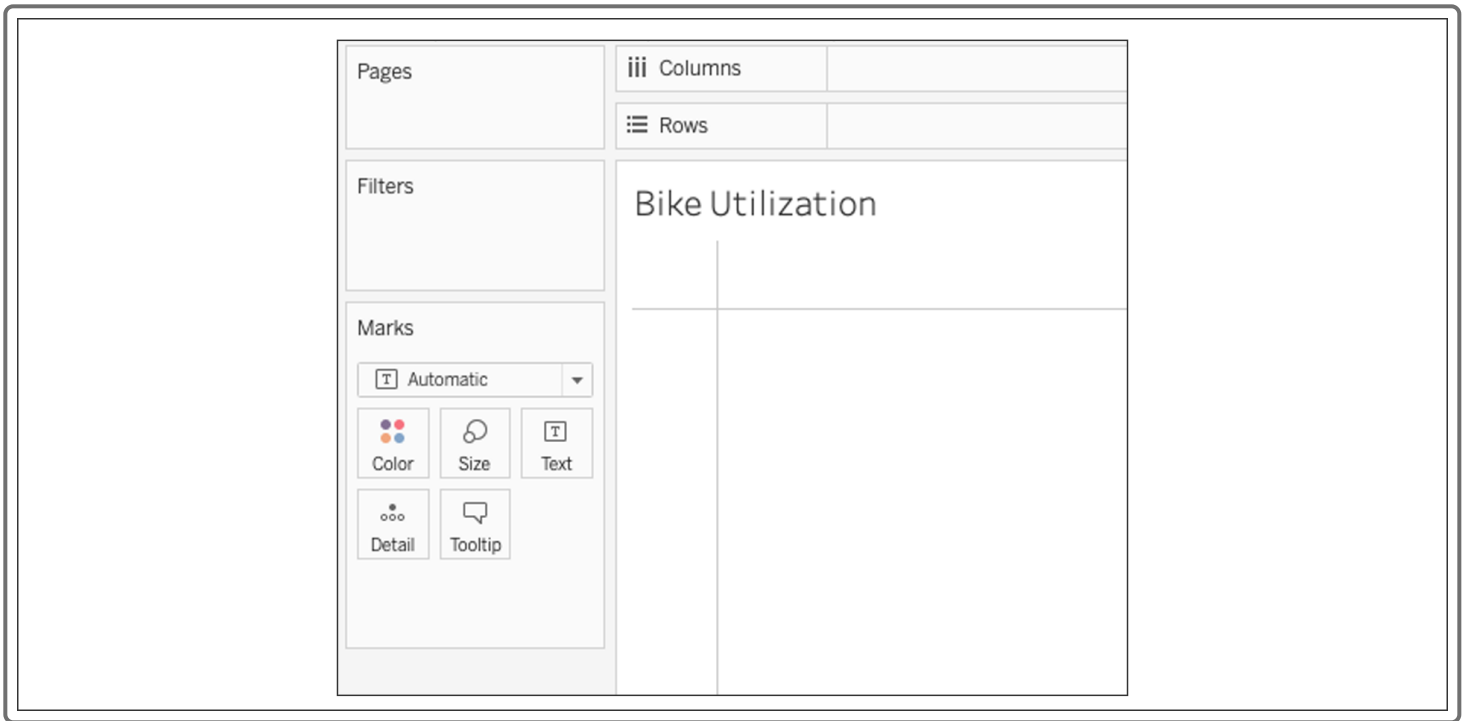 Pages
Columns
Rows
Filters
Bike Utilization
Marks
T Automatic
Color Size T Text
Detail Tooltip